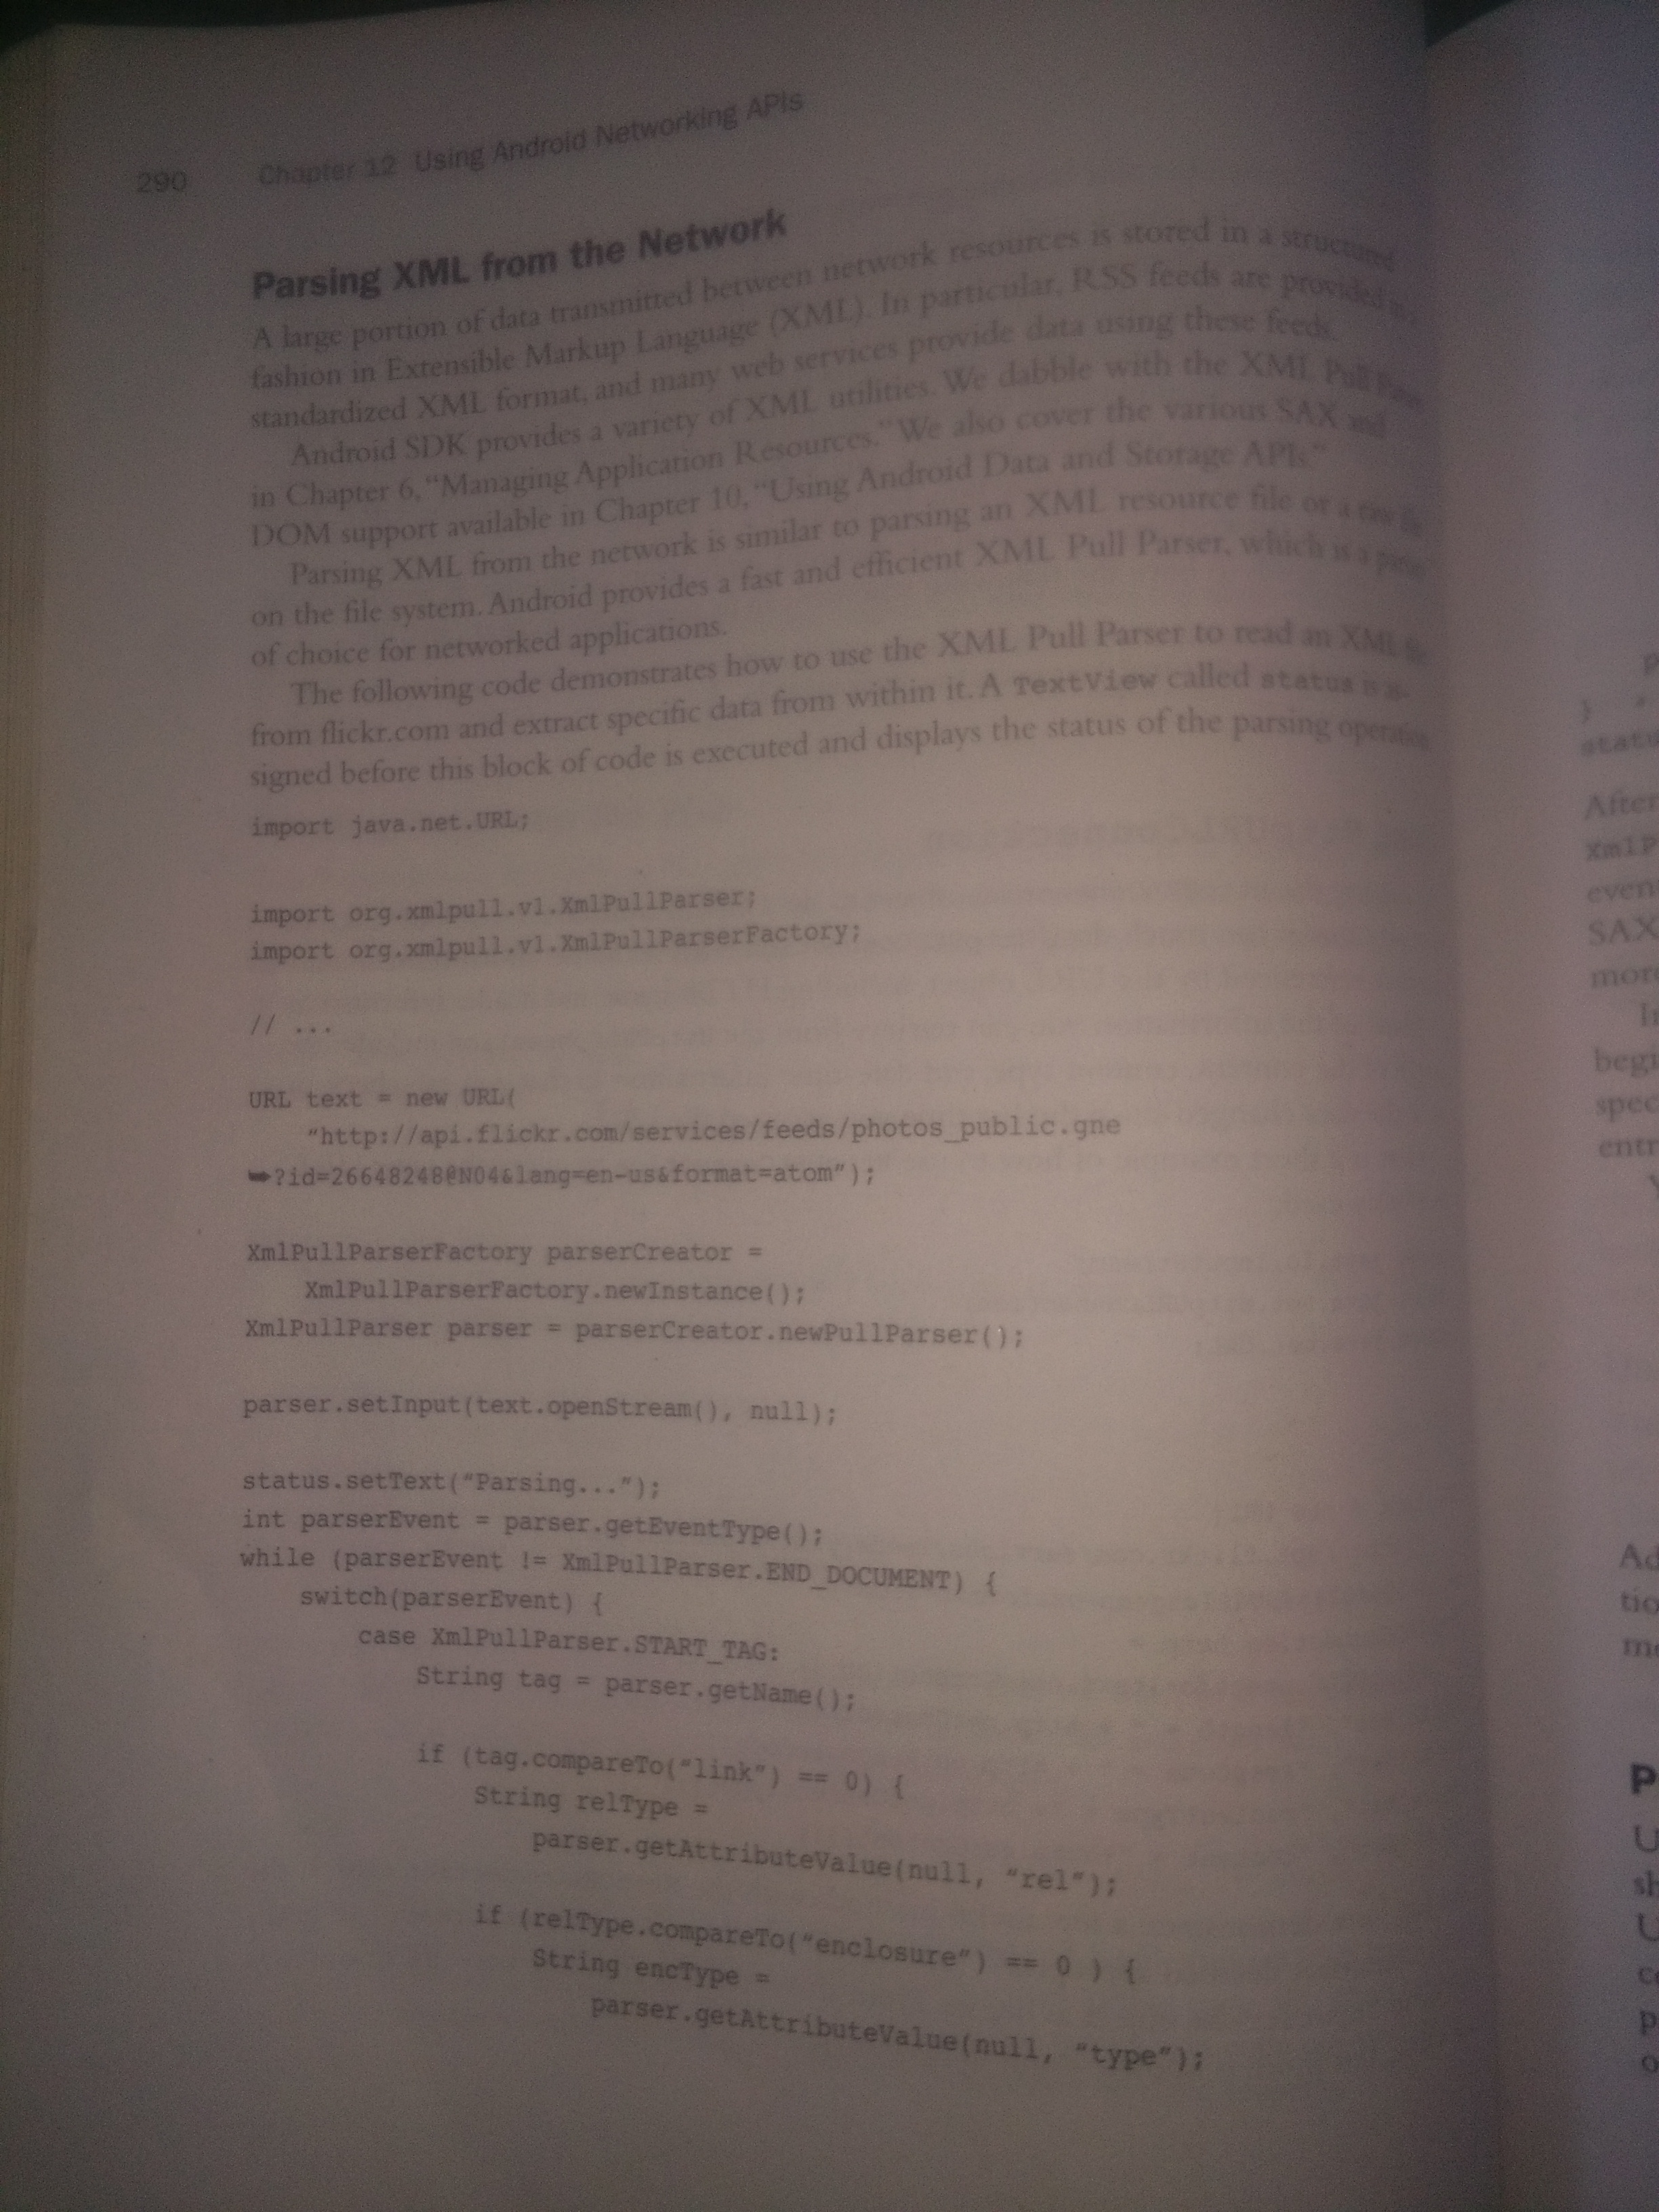 290 Chapter 12 Using Android Networking APIs
Parsing XML from the Network
A large portion of data transmitted between network resources is stored in a structured
fashion in Extensible Markup Language (XML). In particular, RSS feeds are provided in a
standardized XML format, and many web services provide data using these feeds.
Android SDK provides a variety of XML utilities. We dabble with the XML Pull Parser
in Chapter 6, “Managing Application Resources.” We also cover the various SAX and
DOM support available in Chapter 10, “Using Android Data and Storage APIs.”
Parsing XML from the network is similar to parsing an XML resource file or a raw file
on the file system. Android provides a fast and efficient XML Pull Parser, which is a parser
of choice for networked applications.
The following code demonstrates how to use the XML Pull Parser to read an XML file
from flickr.com and extract specific data from within it. A TextView called status is as-
signed before this block of code is executed and displays the status of the parsing operation.
import java.net.URL;
import org.xmlpull.v1.XmlPullParser;
import org.xmlpull.v1.XmlPullParserFactory;
// ...
URL text = new URL(
“http://api.flickr.com/services/feeds/photos_public.gne
➥?id=26648248@N04&lang=en-us&format=atom”);
XmlPullParserFactory parserCreator =
XmlPullParserFactory.newInstance();
XmlPullParser parser = parserCreator.newPullParser();
parser.setInput(text.openStream(), null);
status.setText(“Parsing...”);
int parserEvent = parser.getEventType();
while (parserEvent != XmlPullParser.END_DOCUMENT) {
switch(parserEvent) {
case XmlPullParser.START_TAG:
String tag = parser.getName();
if (tag.compareTo(“link”) == 0) {
String relType =
parser.getAttributeValue(null, “rel”);
if (relType.compareTo(“enclosure”) == 0 ) {
String encType =
parser.getAttributeValue(null, “type”);
}
statu
After
XmlP
even
SAX
mor
I
begi
spec
entr
Ad
tio
me
P
U
sh
U
c
p
o